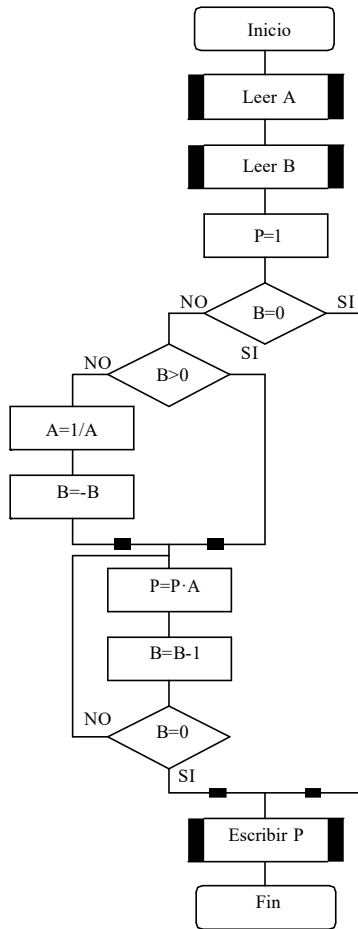 Inicio
Leer A
Leer B
P=1
NO
B=0
SI
NO
B>0
SI
A=1/A
B=-B
P=P·A
B=B-1
NO
B=0
SI
Escribir P
Fin